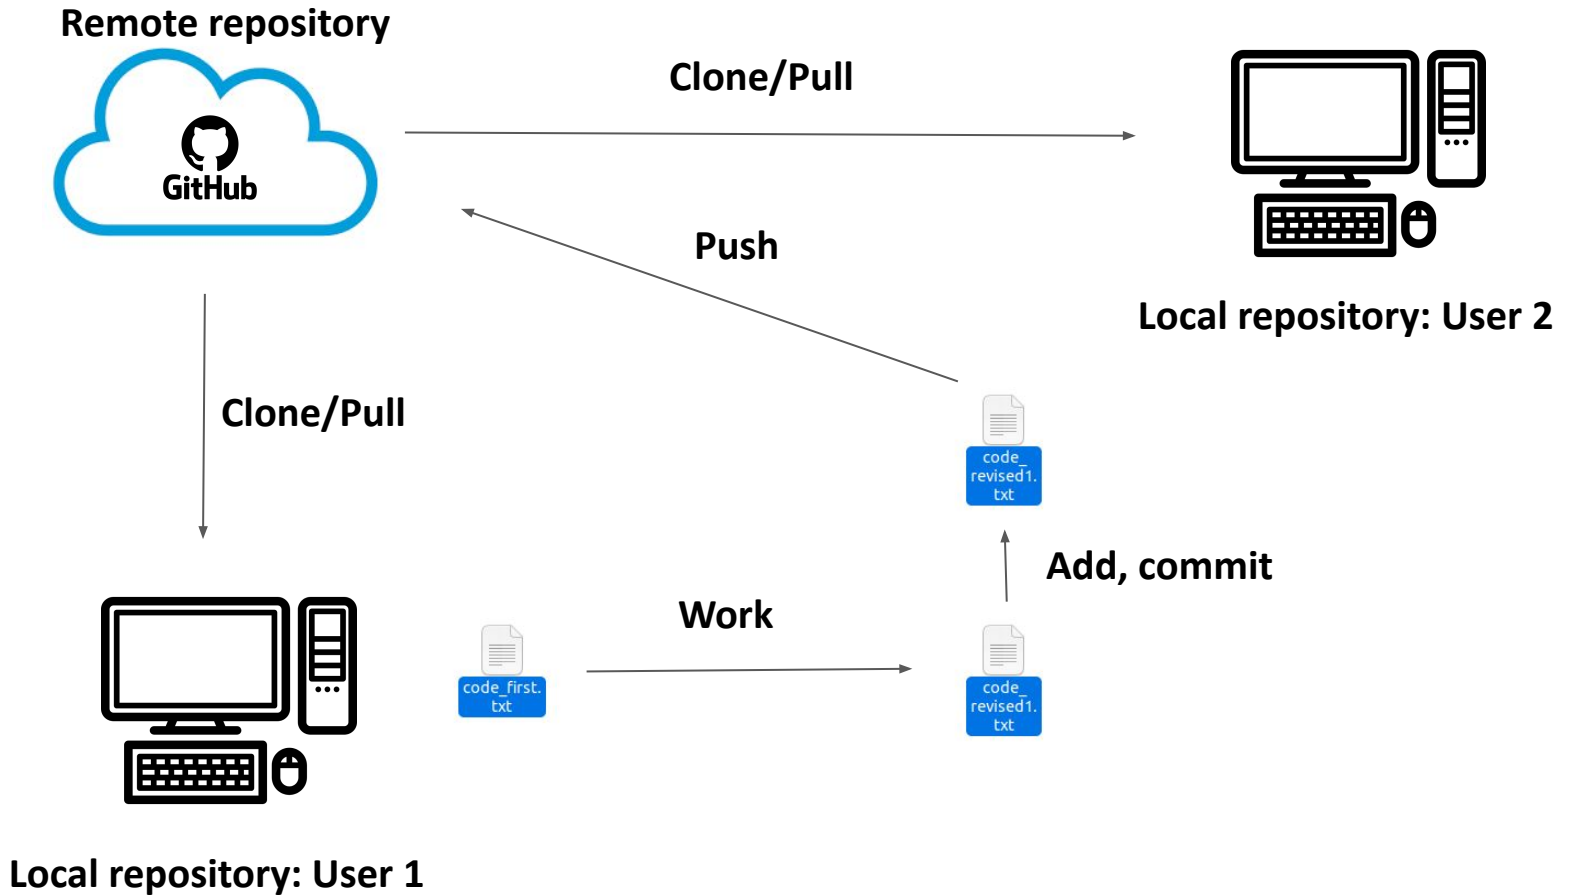 Remote repository
GitHub
Clone/Pull
Push
Local repository: User 2
Clone/Pull
code_
revised1.
txt
Add, commit
Work
code_first.
txt
code_
revised1.
txt
Local repository: User 1